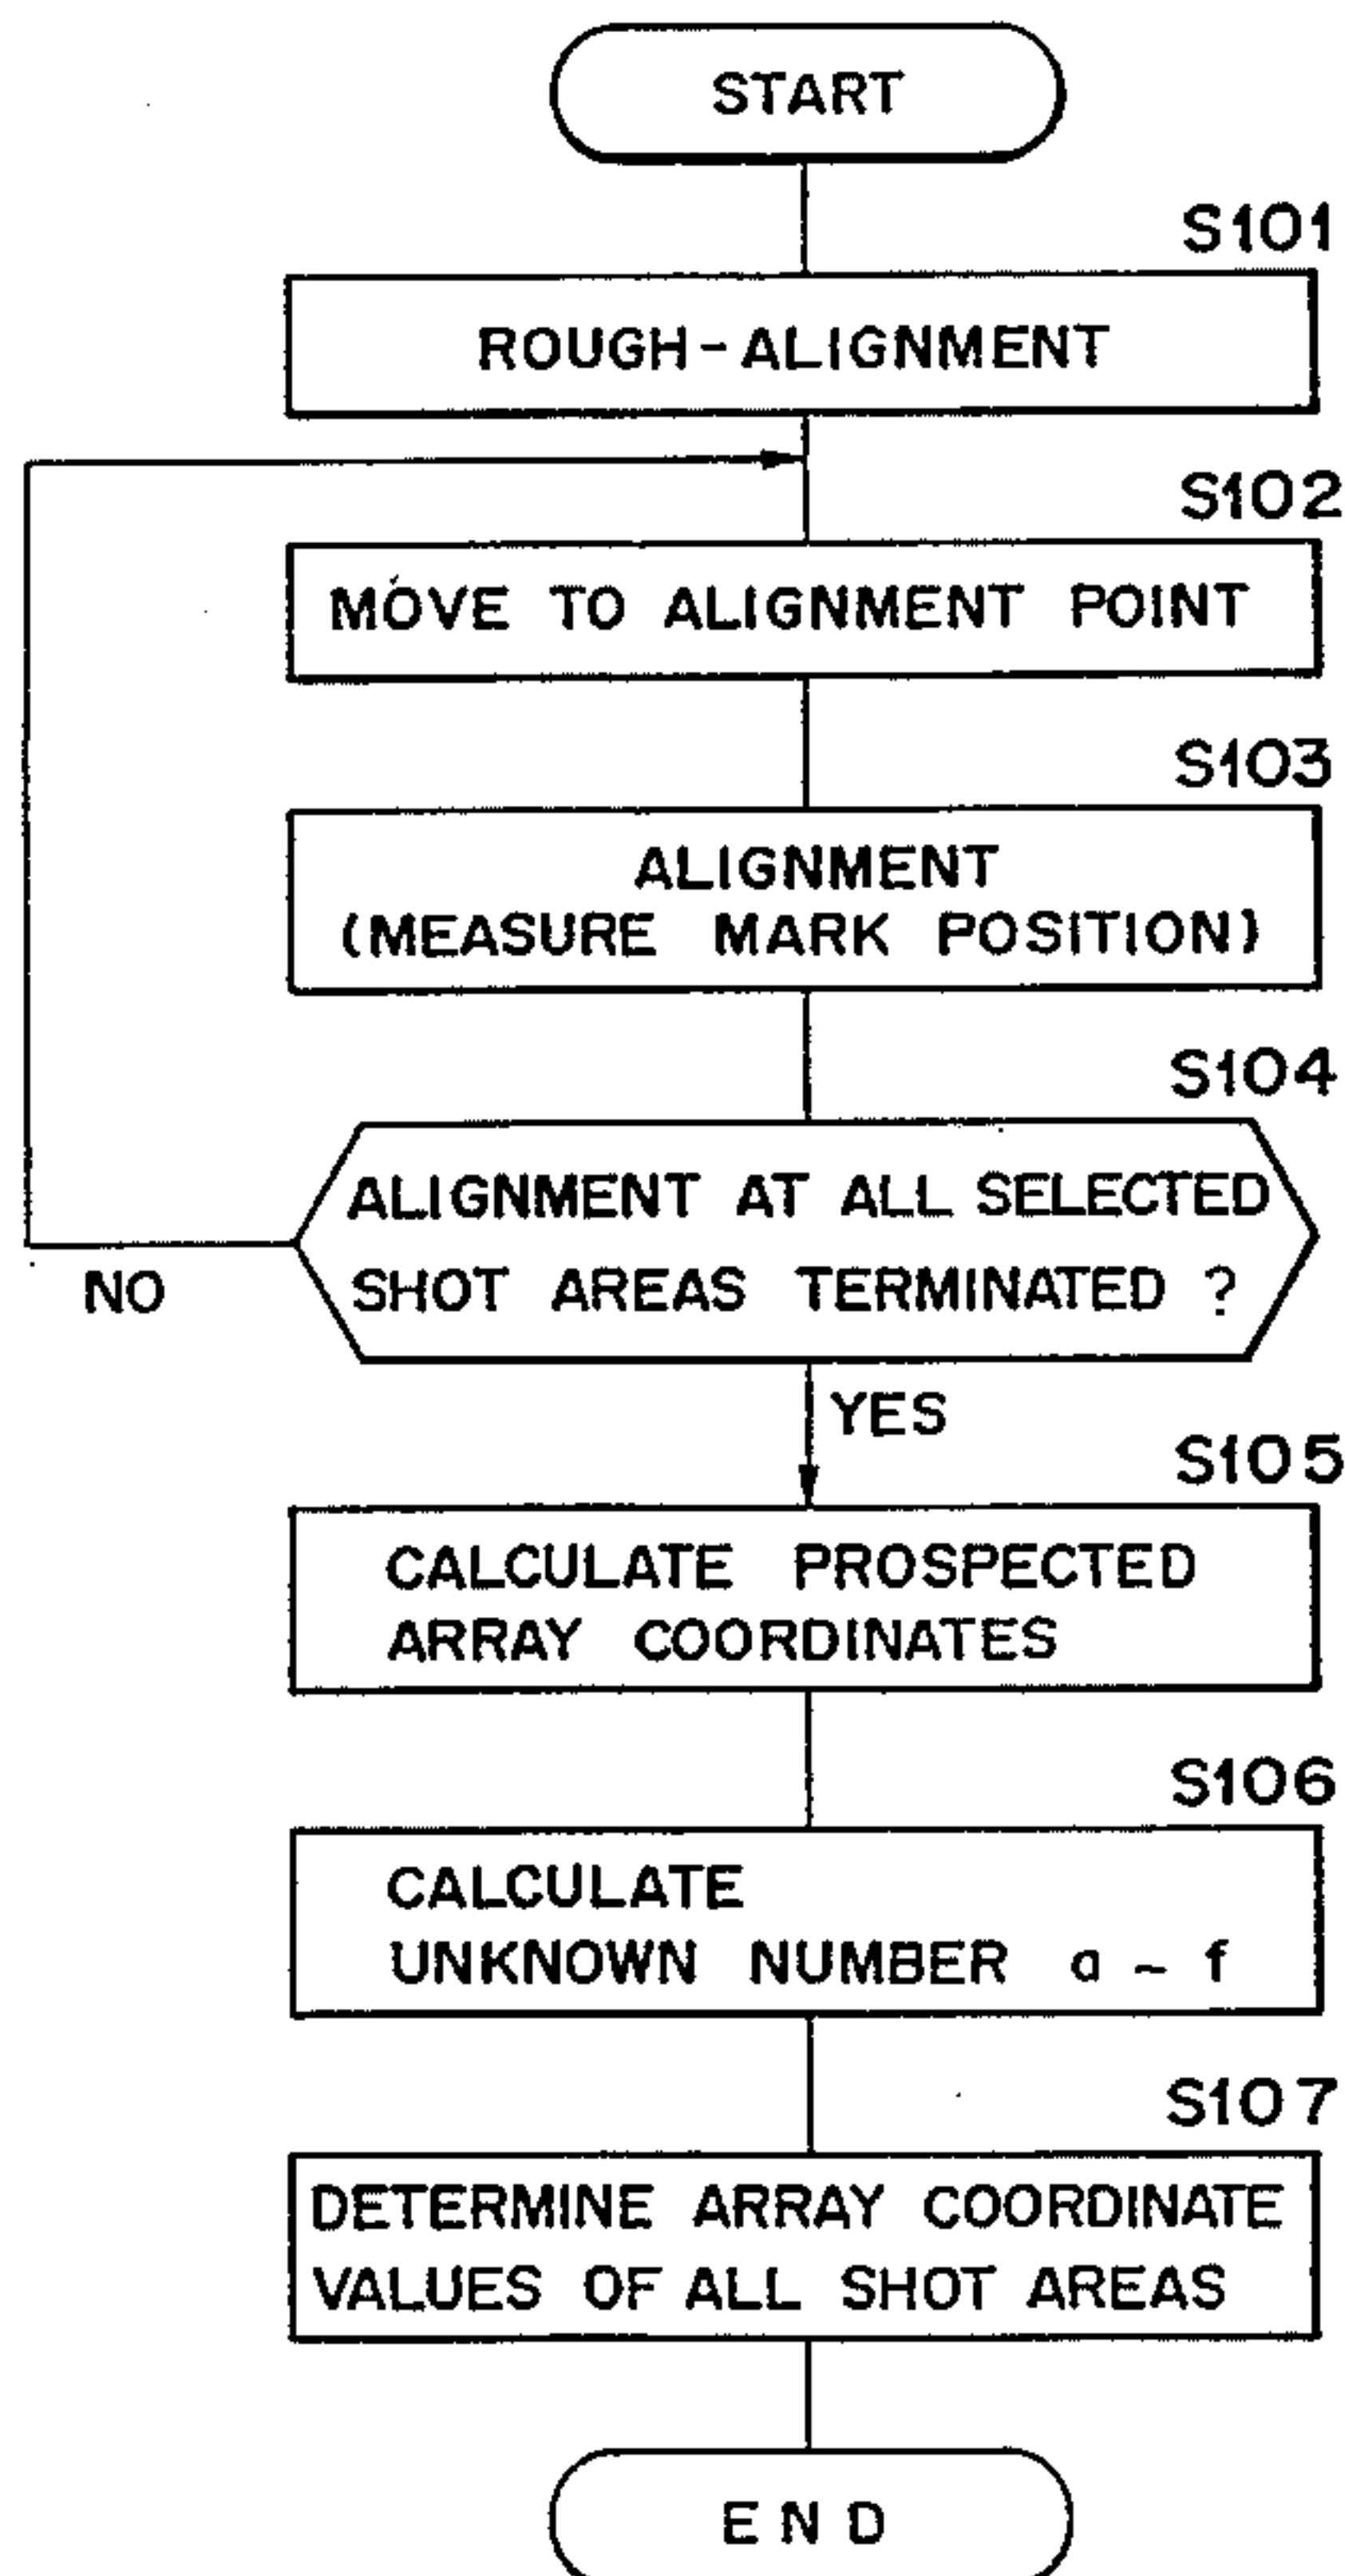 START
S101
ROUGH-ALIGNMENT
S102
MOVE TO ALIGNMENT POINT
S103
ALIGNMENT
(MEASURE MARK POSITION)
S104
ALIGNMENT AT ALL SELECTED
SHOT AREAS TERMINATED ?
NO
YES
S105
CALCULATE PROSPECTED
ARRAY COORDINATES
S106
CALCULATE
UNKNOWN NUMBER a ~ f
S107
DETERMINE ARRAY COORDINATE
VALUES OF ALL SHOT AREAS
END